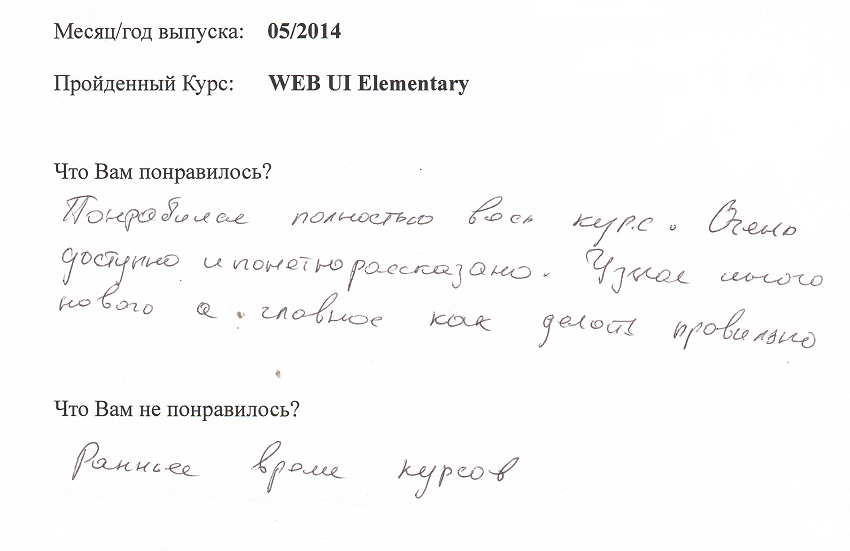 Месяц/год выпуска: 05/2014
Пройденный Курс: WEB UI Elementary
Что Вам понравилось?
Понравился полностью весь курс. Очень
доступно и понятно рассказано. Узнал много
нового а главное как делать правильно
Что Вам не понравилось?
Раннее время курсов